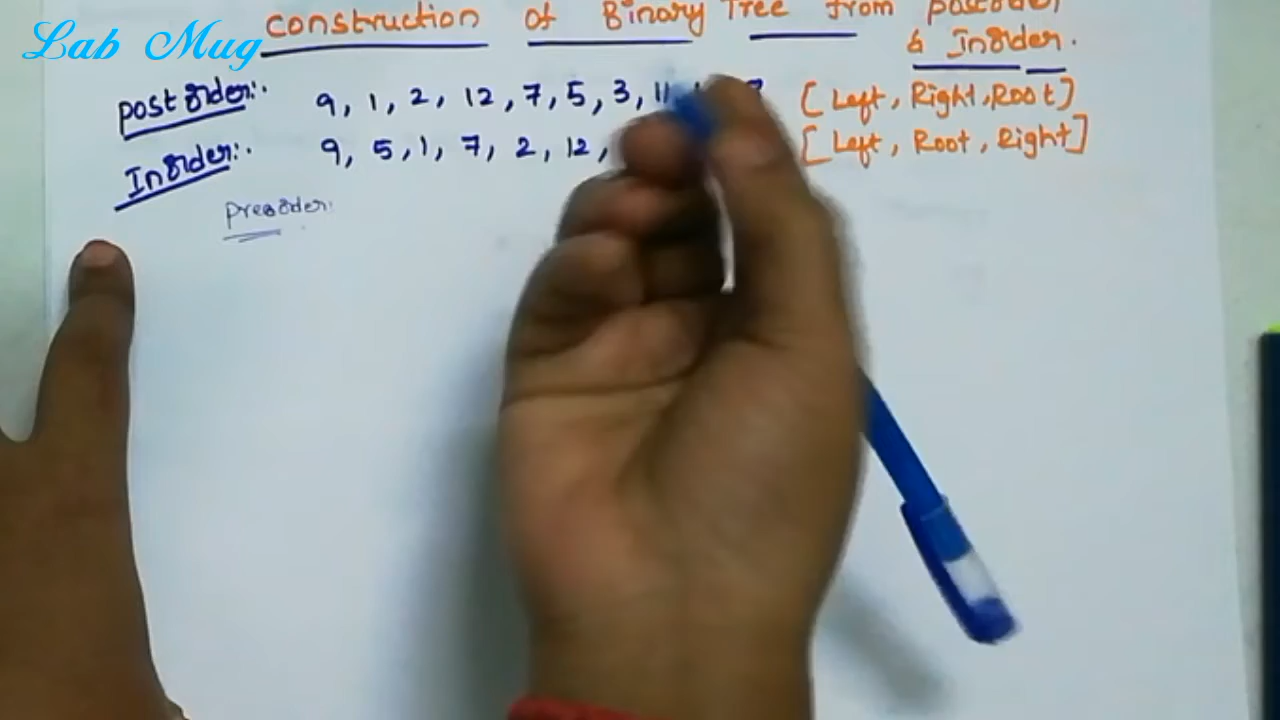 Lab Mug
Construction of Binary Tree from
& Inorder.
postorder:- 9, 1, 2, 12, 7, 5, 3, 11 [Left, Right, Root]
Inorder:- 9, 5, 1, 7, 2, 12, [Left, Root, Right]
preorder: